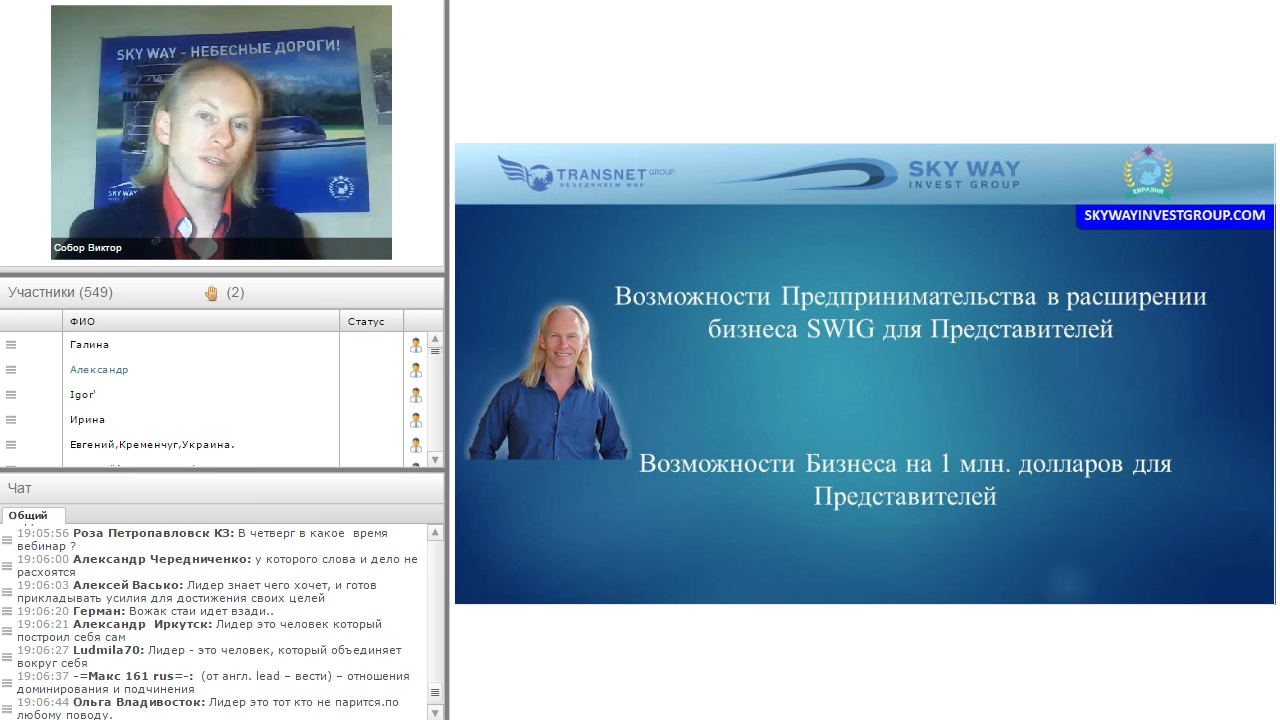 SKY WAY - НЕБЕСНЫЕ ДОРОГИ!
SKY WAY
Собор Виктор
Участники (549)
(2)
ФИО
Статус
Галина
Александр
Igor'
Ирина
Евгений,Кременчуг,Украина.
Чат
Общий
19:05:56 Роза Петропавловск КЗ: В четверг в какое время
вебинар ?
19:06:00 Александр Чередниченко: у которого слова и дело не
расхоятся
19:06:03 Алексей Васько: Лидер знает чего хочет, и готов
прикладывать усилия для достижения своих целей
19:06:20 Герман: Вожак стаи идет взади..
19:06:21 Александр Иркутск: Лидер это человек который
построил себя сам
19:06:27 Ludmila70: Лидер - это человек, который объединяет
вокруг себя
19:06:37 -=Макс 161 rus=-: (от англ. lead – вести) – отношения
доминирования и подчинения
19:06:44 Ольга Владивосток: Лидер это тот кто не парится.по
любому поводу.
TRANSNET GROUP
ОБЪЕДИНЯЕМ МИР
SKY WAY
INVEST GROUP
ЕВРАЗИЯ
SKYWAYINVESTGROUP.COM
Возможности Предпринимательства в расширении
бизнеса SWIG для Представителей
Возможности Бизнеса на 1 млн. долларов для
Представителей